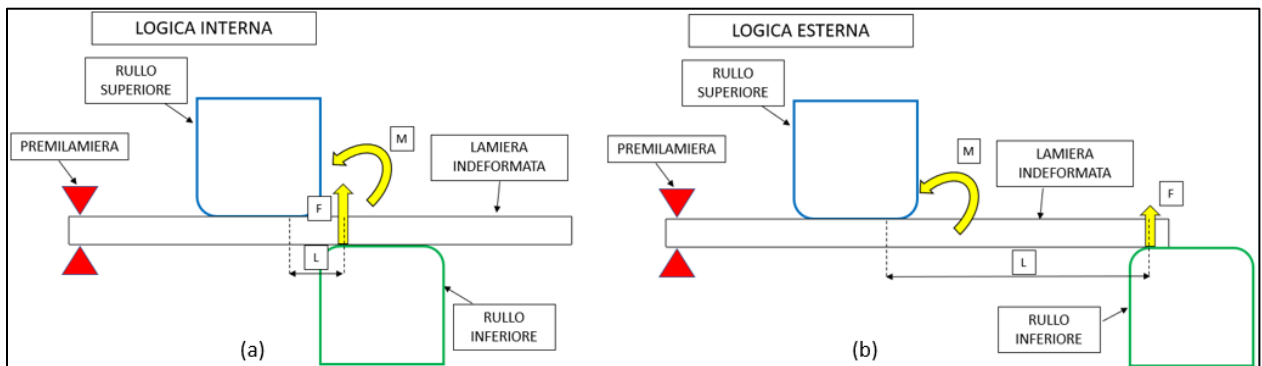 LOGICA INTERNA
RULLO
SUPERIORE
PREMILAMIERA
M
LAMIERA
INDEFORMATA
F
L
RULLO
INFERIORE
(a)
LOGICA ESTERNA
RULLO
SUPERIORE
PREMILAMIERA
M
LAMIERA
INDEFORMATA
F
L
RULLO
INFERIORE
(b)